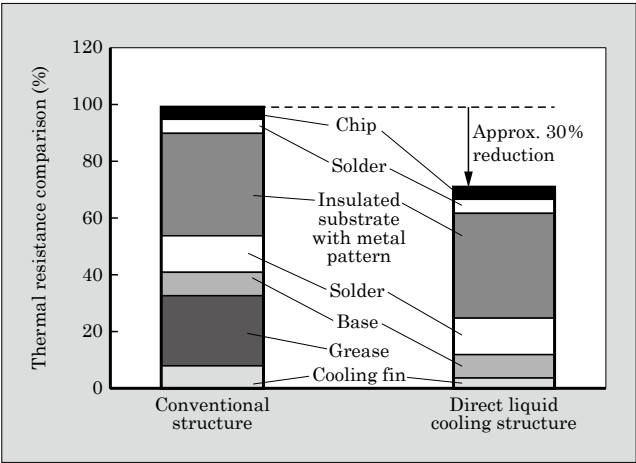 Thermal resistance comparison (%)
120
100
80
60
40
20
0
Chip
Solder
Insulated
substrate
with metal
pattern
Solder
Base
Grease
Cooling fin
Approx. 30%
reduction
Conventional
structure
Direct liquid
cooling structure